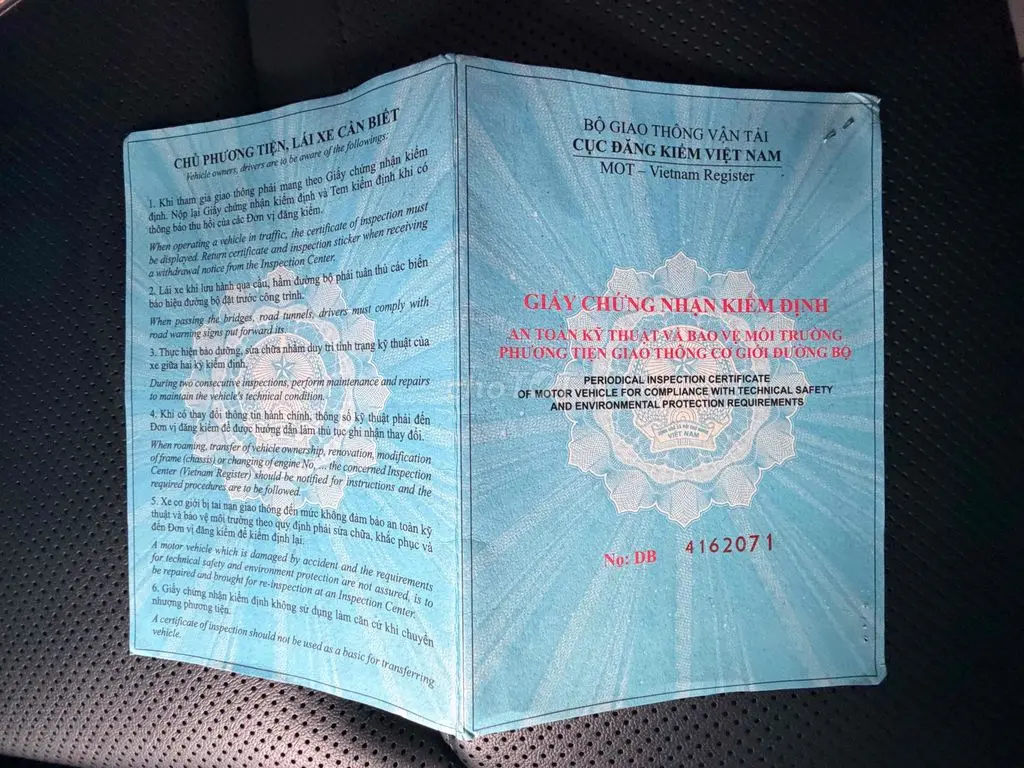 CHỦ PHƯƠNG TIỆN, LÁI XE CẦN BIẾT
Vehicle owners, drivers are to be aware of the followings:
1. Khi tham gia giao thông phải mang theo Giấy chứng nhận kiểm
định. Nộp lại Giấy chứng nhận kiểm định và Tem kiểm định khi có
thông báo thu hồi của các Đơn vị đăng kiểm.
When operating a vehicle in traffic, the certificate of inspection must
be displayed. Return certificate and inspection sticker when receiving
a withdrawal notice from the Inspection Center.
2. Lái xe khi lưu hành qua cầu, hầm đường bộ phải tuân thủ các biển
báo hiệu đường bộ đặt trước công trình.
When passing the bridges, road tunnels, drivers must comply with
road warning signs put forward its.
3. Thực hiện bảo dưỡng, sửa chữa nhằm duy trì tình trạng kỹ thuật của
xe giữa hai kỳ kiểm định.
During two consecutive inspections, perform maintenance and repairs
to maintain the vehicle's technical condition.
4. Khi có thay đổi thông tin hành chính, thông số kỹ thuật phải đến
Đơn vị đăng kiểm để được hướng dẫn làm thủ tục ghi nhận thay đổi.
When roaming, transfer of vehicle ownership, renovation, modification
of frame (chassis) or changing of engine No, ... the concerned Inspection
Center (Vietnam Register) should be notified for instructions and the
required procedures are to be followed.
5. Xe cơ giới bị tai nạn giao thông đến mức không đảm bảo an toàn kỹ
thuật và bảo vệ môi trường theo quy định phải sửa chữa, khắc phục và
đến Đơn vị đăng kiểm để kiểm định lại.
A motor vehicle which is damaged by accident and the requirements
for technical safety and environment protection are not assured, is to
be repaired and brought for re-inspection at an Inspection Center.
6. Giấy chứng nhận kiểm định không sử dụng làm căn cứ khi chuyển
nhượng phương tiện.
A certificate of inspection should not be used as a basic for transferring
vehicle.
BỘ GIAO THÔNG VẬN TẢI
CỤC ĐĂNG KIỂM VIỆT NAM
MOT – Vietnam Register
GIẤY CHỨNG NHẬN KIỂM ĐỊNH
AN TOÀN KỸ THUẬT VÀ BẢO VỆ MÔI TRƯỜNG
PHƯƠNG TIỆN GIAO THÔNG CƠ GIỚI ĐƯỜNG BỘ
PERIODICAL INSPECTION CERTIFICATE
OF MOTOR VEHICLE FOR COMPLIANCE WITH TECHNICAL SAFETY
AND ENVIRONMENTAL PROTECTION REQUIREMENTS
VIỆT NAM
No: DB 4162071